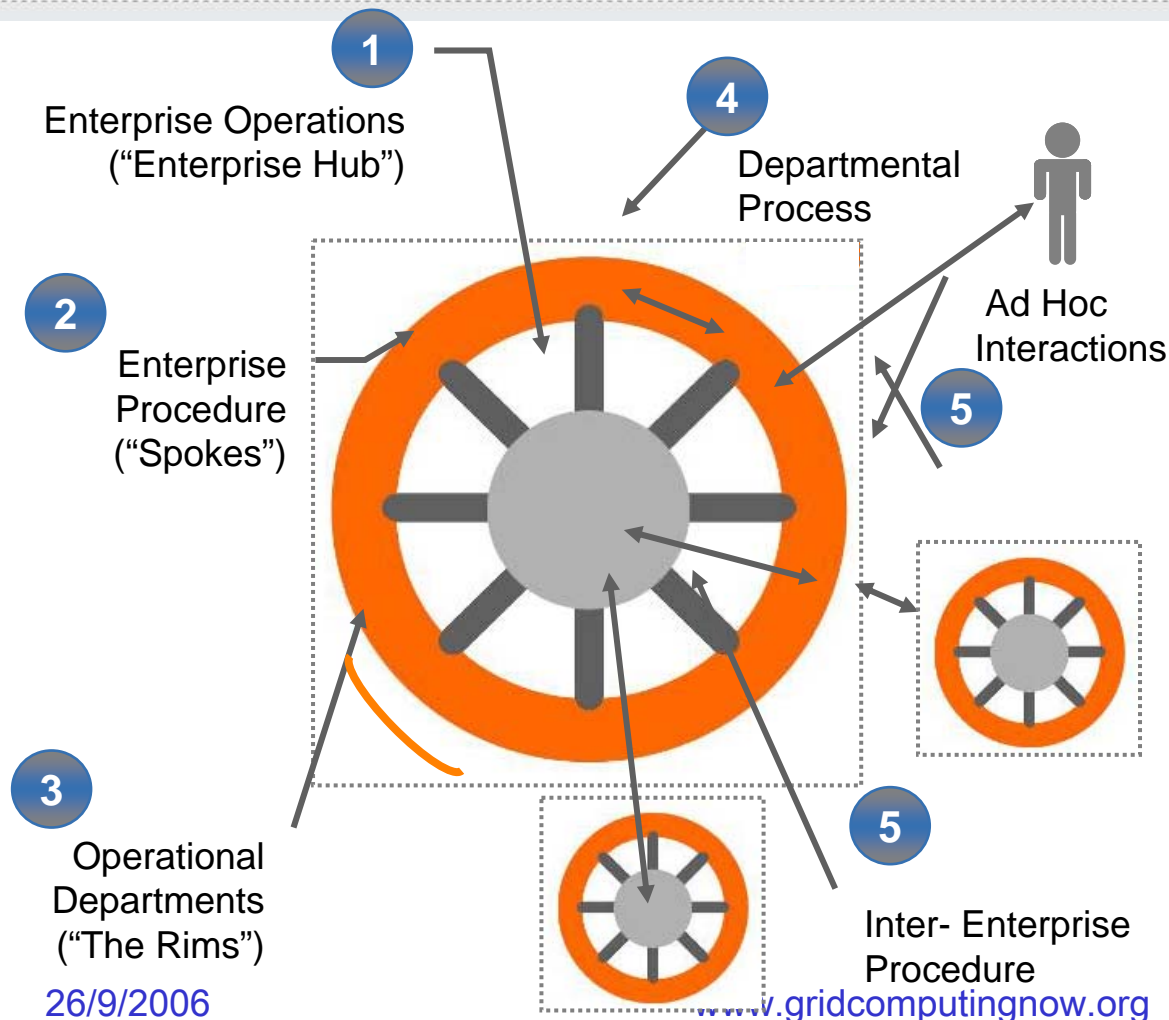 1
Enterprise Operations
(“Enterprise Hub”)
4
Departmental
Process
2
Enterprise
Procedure
(“Spokes”)
Ad Hoc
Interactions
5
3
Operational
Departments
(“The Rims”)
5
Inter- Enterprise
Procedure
26/9/2006
www.gridcomputingnow.org